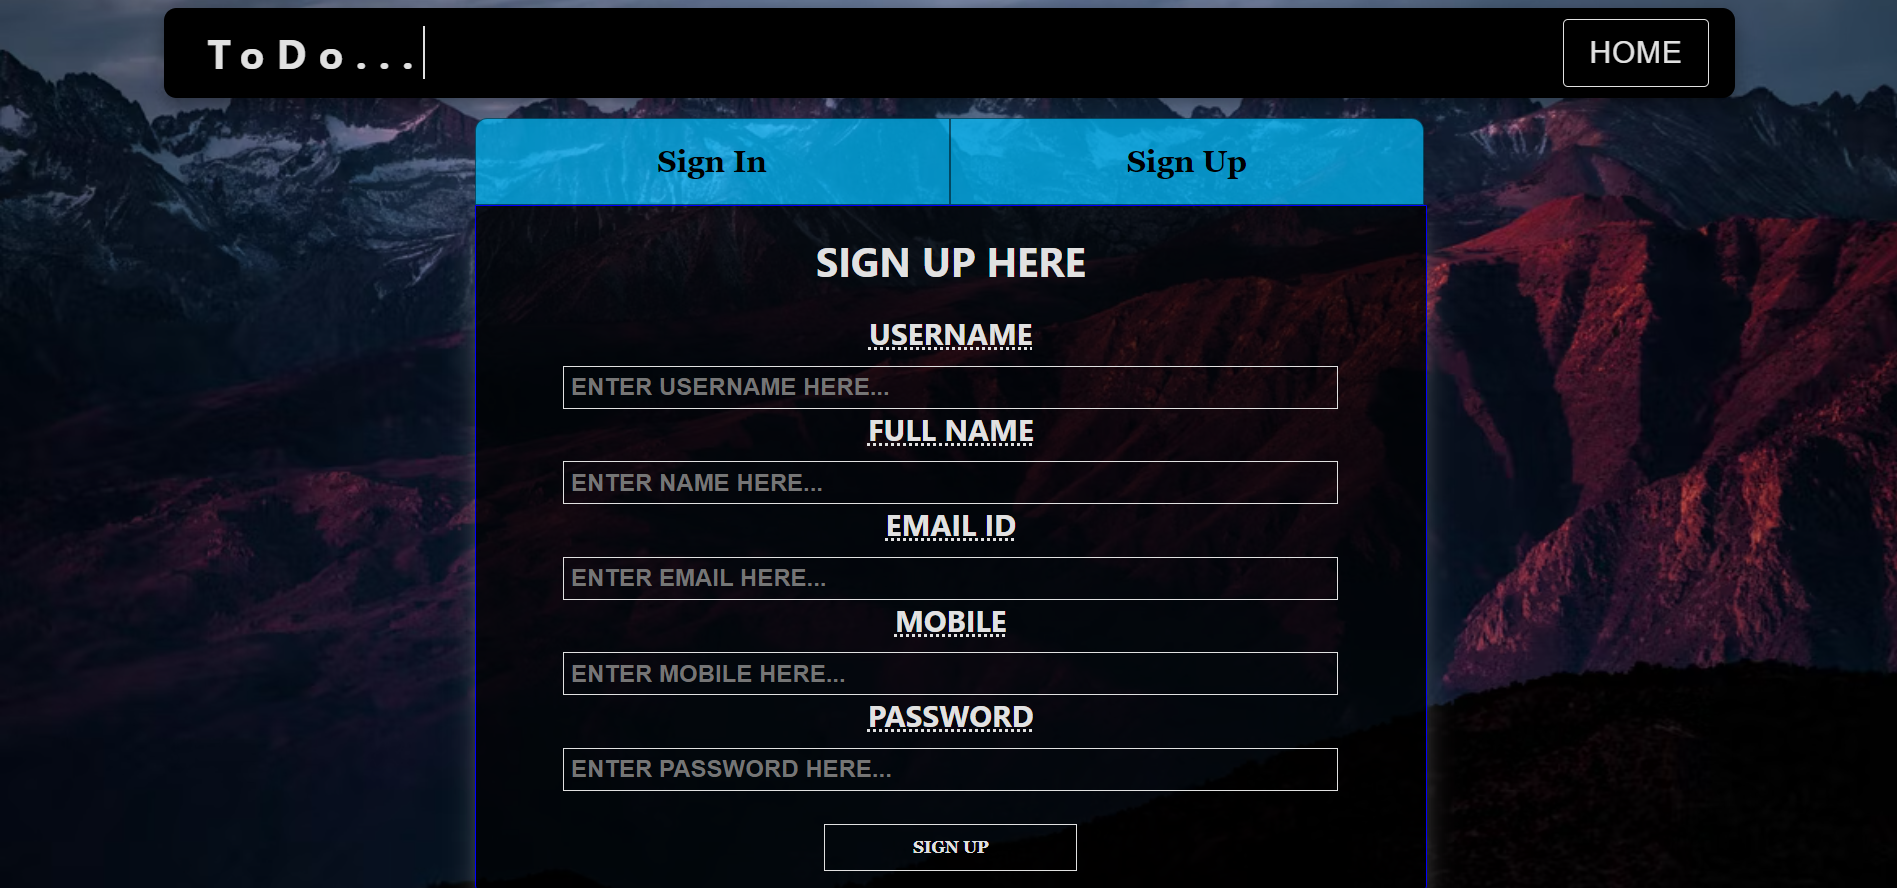 ToDo...
HOME
Sign In
Sign Up
SIGN UP HERE
USERNAME
ENTER USERNAME HERE...
FULL NAME
ENTER NAME HERE...
EMAIL ID
ENTER EMAIL HERE...
MOBILE
ENTER MOBILE HERE...
PASSWORD
ENTER PASSWORD HERE...
SIGN UP